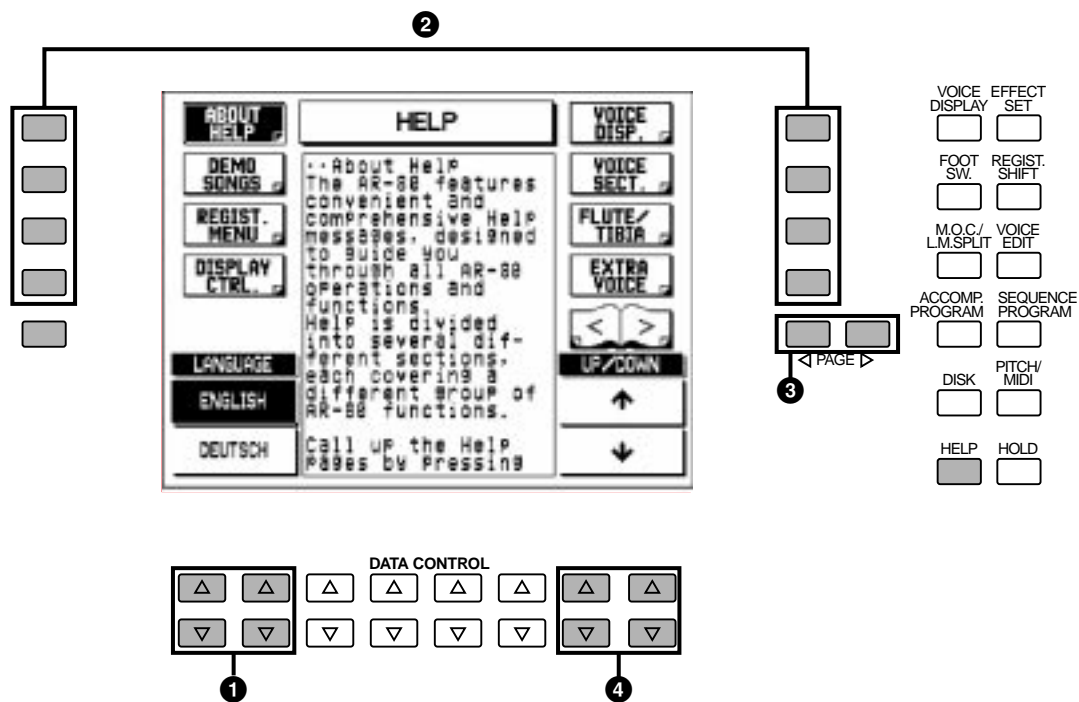 2
ABOUT
HELP
DEMO
SONGS
REGIST.
MENU
DISPLAY
CTRL.
LANGUAGE
ENGLISH
DEUTSCH
HELP
··About Help
The AR-80 features
convenient and
comprehensive Help
messages, designed
to guide you
through all AR-80
operations and
functions.
Help is divided
into several dif-
ferent sections,
each covering a
different group of
AR-80 functions.
Call up the Help
pages by pressing
VOICE
DISP.
VOICE
SECT.
FLUTE/
TIBIA
EXTRA
VOICE
< >
UP/DOWN
↑
↓
◁ PAGE ▷
3
VOICE DISPLAY
EFFECT SET
FOOT SW.
REGIST. SHIFT
M.O.C./ L.M.SPLIT
VOICE EDIT
ACCOMP. PROGRAM
SEQUENCE PROGRAM
DISK
PITCH/ MIDI
HELP
HOLD
DATA CONTROL
1
4